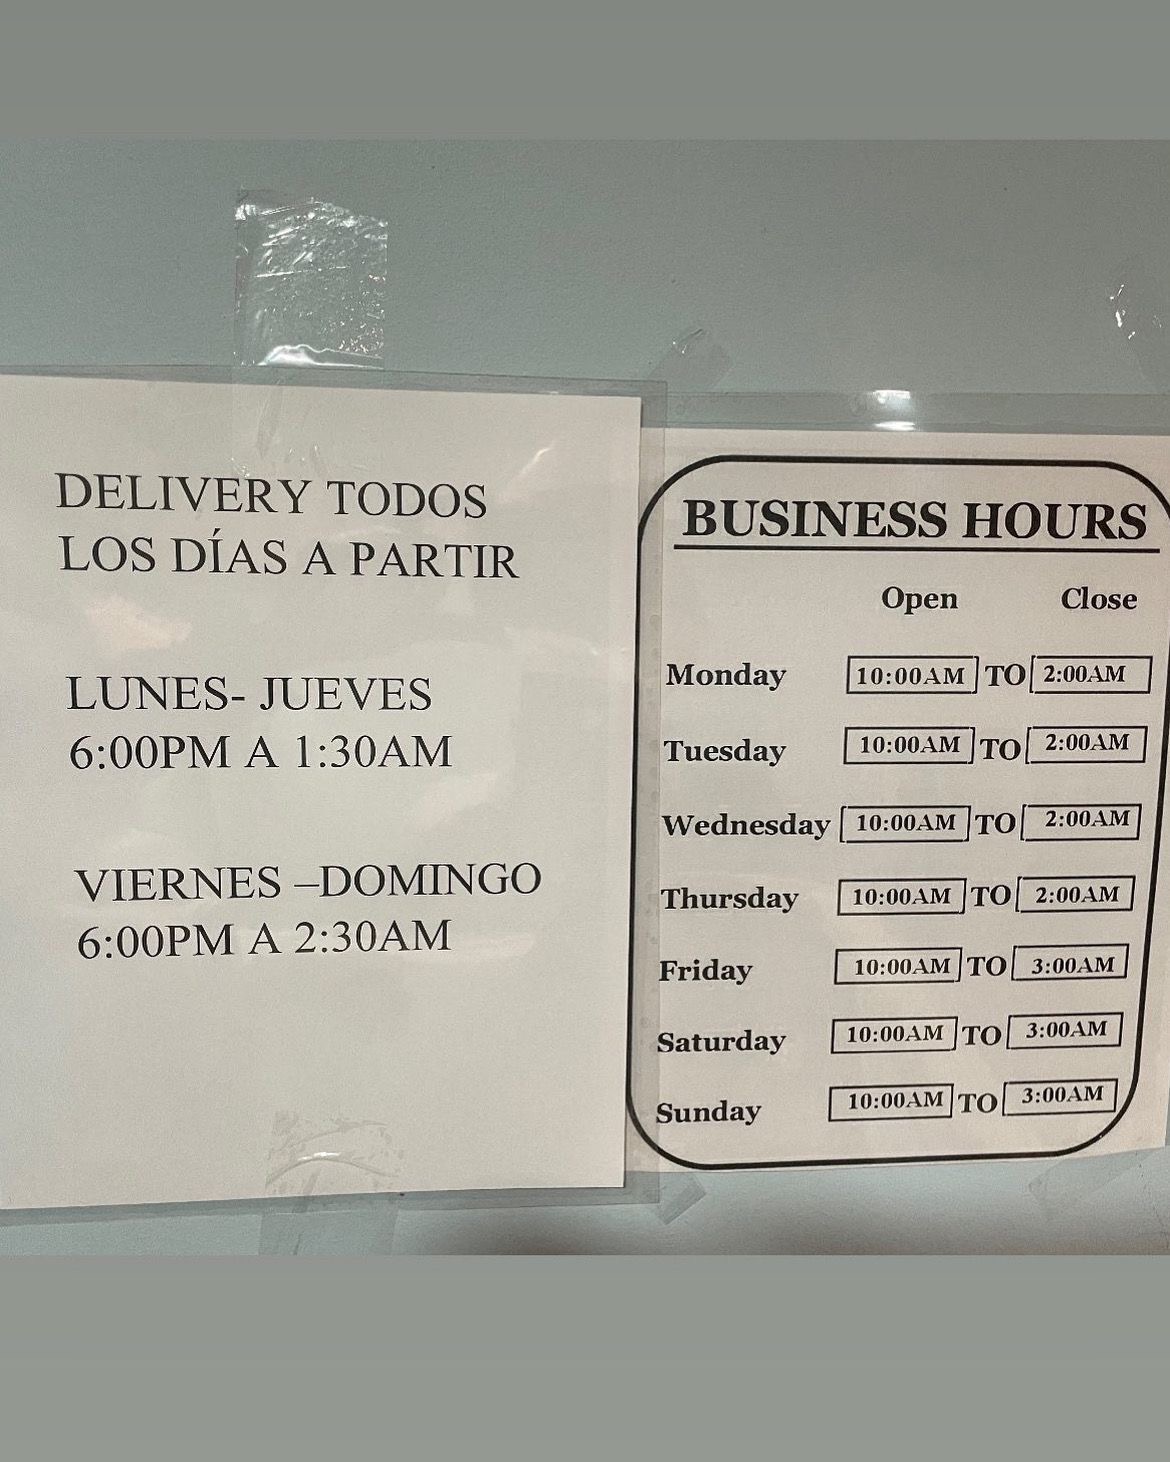 DELIVERY TODOS
LOS DÍAS A PARTIR
LUNES- JUEVES
6:00PM A 1:30AM
VIERNES –DOMINGO
6:00PM A 2:30AM
BUSINESS HOURS
Open Close
Monday 10:00AM TO 2:00AM
Tuesday 10:00AM TO 2:00AM
Wednesday 10:00AM TO 2:00AM
Thursday 10:00AM TO 2:00AM
Friday 10:00AM TO 3:00AM
Saturday 10:00AM TO 3:00AM
Sunday 10:00AM TO 3:00AM